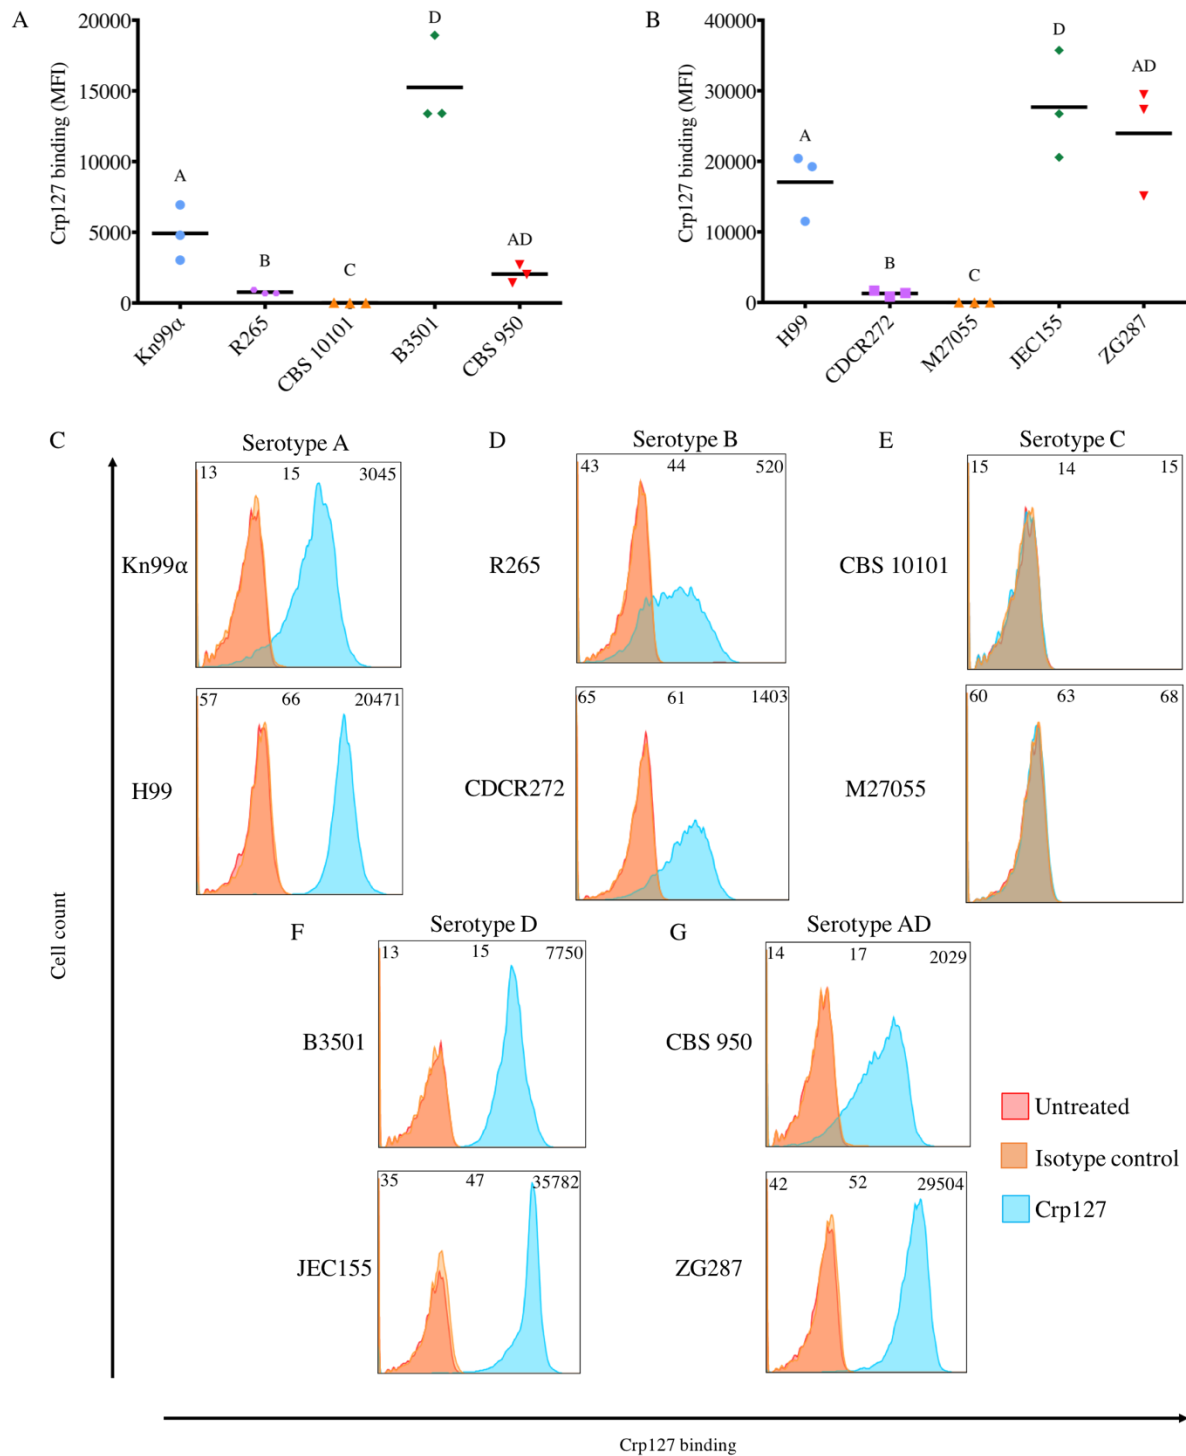 A
Crp127 binding (MFI)
20000
15000
10000
5000
0
A
B
C
D
AD
Kn99α
R265
CBS 10101
B3501
CBS 950
B
Crp127 binding (MFI)
40000
30000
20000
10000
0
A
B
C
D
AD
H99
CDCR272
M27055
JEC155
ZG287
C
Serotype A
Kn99α
13 15 3045
H99
57 66 20471
D
Serotype B
R265
43 44 520
CDCR272
65 61 1403
E
Serotype C
CBS 10101
15 14 15
M27055
60 63 68
F
Serotype D
B3501
13 15 7750
JEC155
35 47 35782
G
Serotype AD
CBS 950
14 17 2029
ZG287
42 52 29504
Untreated
Isotype control
Crp127
Cell count
Crp127 binding